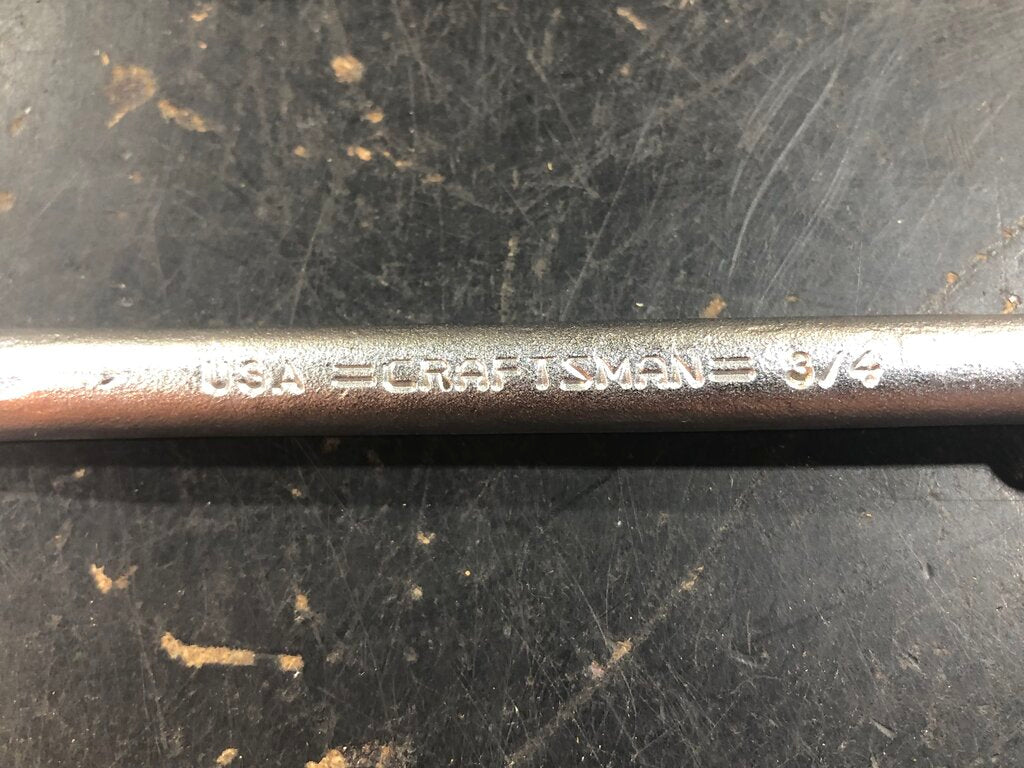 USA =CRAFTSMAN= 3/4